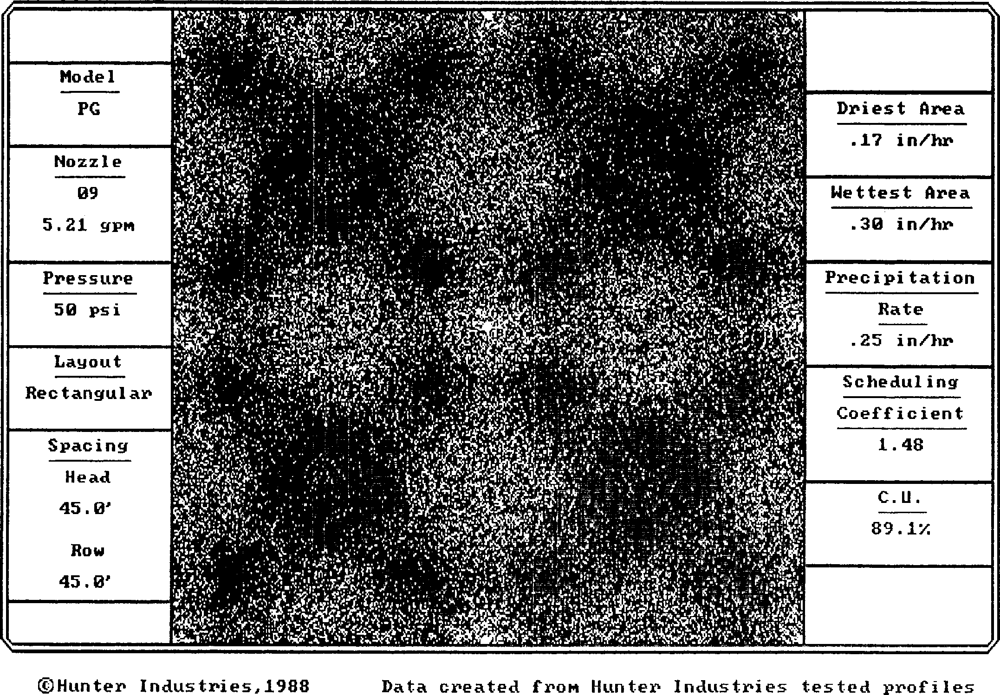 Model
PG
Nozzle
09
5.21 gpm
Pressure
50 psi
Layout
Rectangular
Spacing
Head
45.0'
Row
45.0'
Driest Area
.17 in/hr
Wettest Area
.30 in/hr
Precipitation
Rate
.25 in/hr
Scheduling
Coefficient
1.48
C.U.
89.1%
©Hunter Industries,1988
Data created from Hunter Industries tested profiles